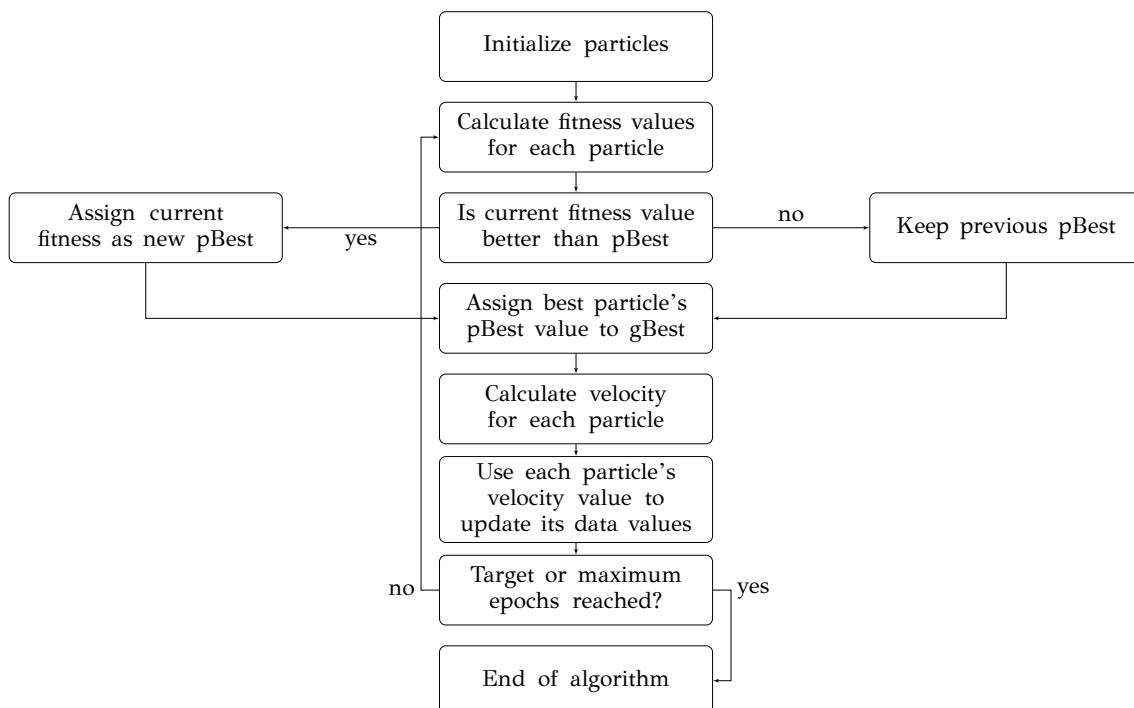 Initialize particles
Calculate fitness values
for each particle
Assign current
fitness as new pBest
yes
Is current fitness value
better than pBest
no
Keep previous pBest
Assign best particle's
pBest value to gBest
Calculate velocity
for each particle
Use each particle's
velocity value to
update its data values
no
Target or maximum
epochs reached?
yes
End of algorithm